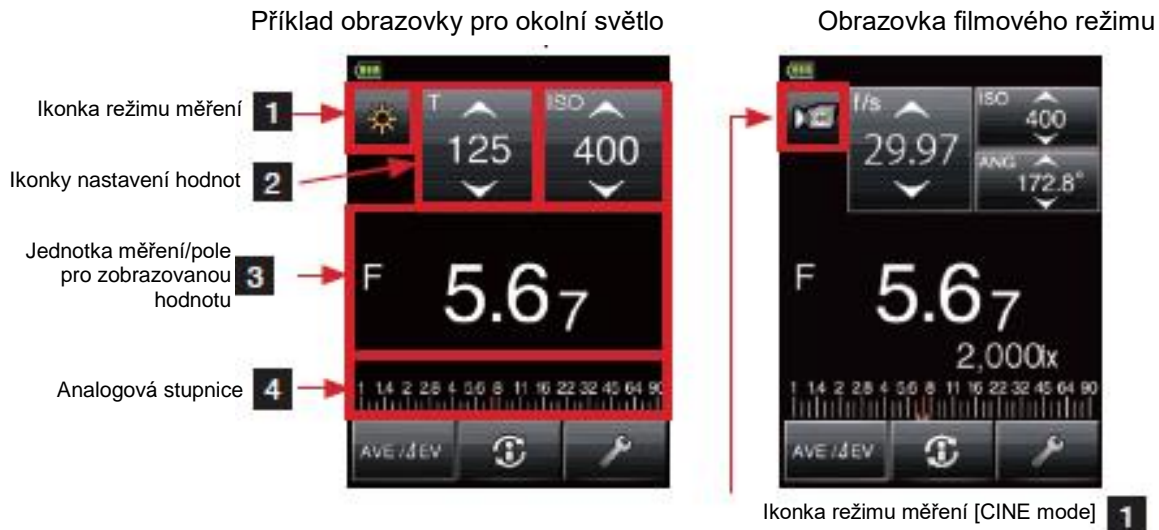 Příklad obrazovky pro okolní světlo
Obrazovka filmového režimu
Ikonka režimu měření 1
T
125
ISO
400
Ikonky nastavení hodnot 2
Jednotka měření/pole
pro zobrazovanou
hodnotu
3
F 5.6 7
Analogová stupnice 4
1 1.4 2 2.8 4 5.6 8 11 16 22 32 45 64 90
AVE/ΔEV
f/s
29.97
ISO
400
ANG
172.8°
F 5.6 7
2,000lx
1 1.4 2 2.8 4 5.6 8 11 16 22 32 45 64 90
AVE/ΔEV
Ikonka režimu měření [CINE mode] 1